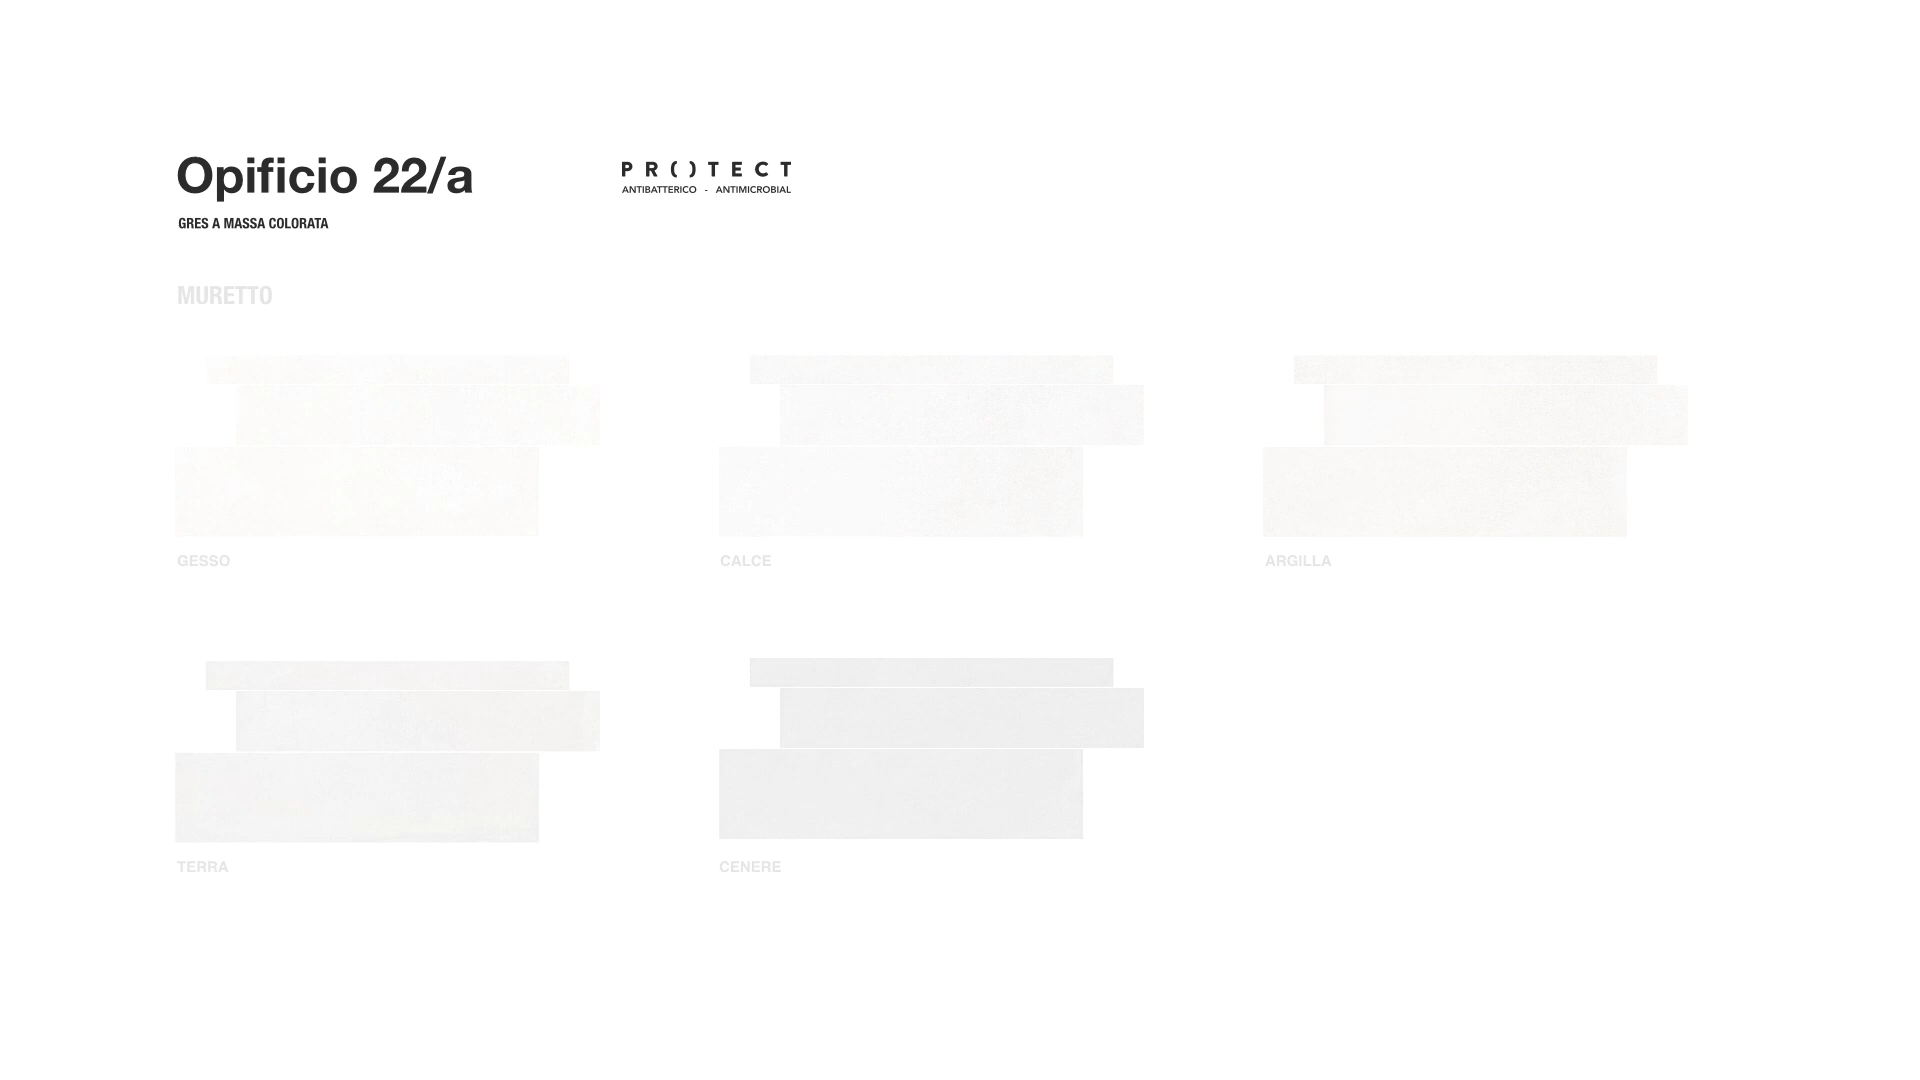 Opificio 22/a
PR()TECT
ANTIBATTERICO - ANTIMICROBIAL
GRES A MASSA COLORATA
MURETTO
GESSO
CALCE
ARGILLA
TERRA
CENERE